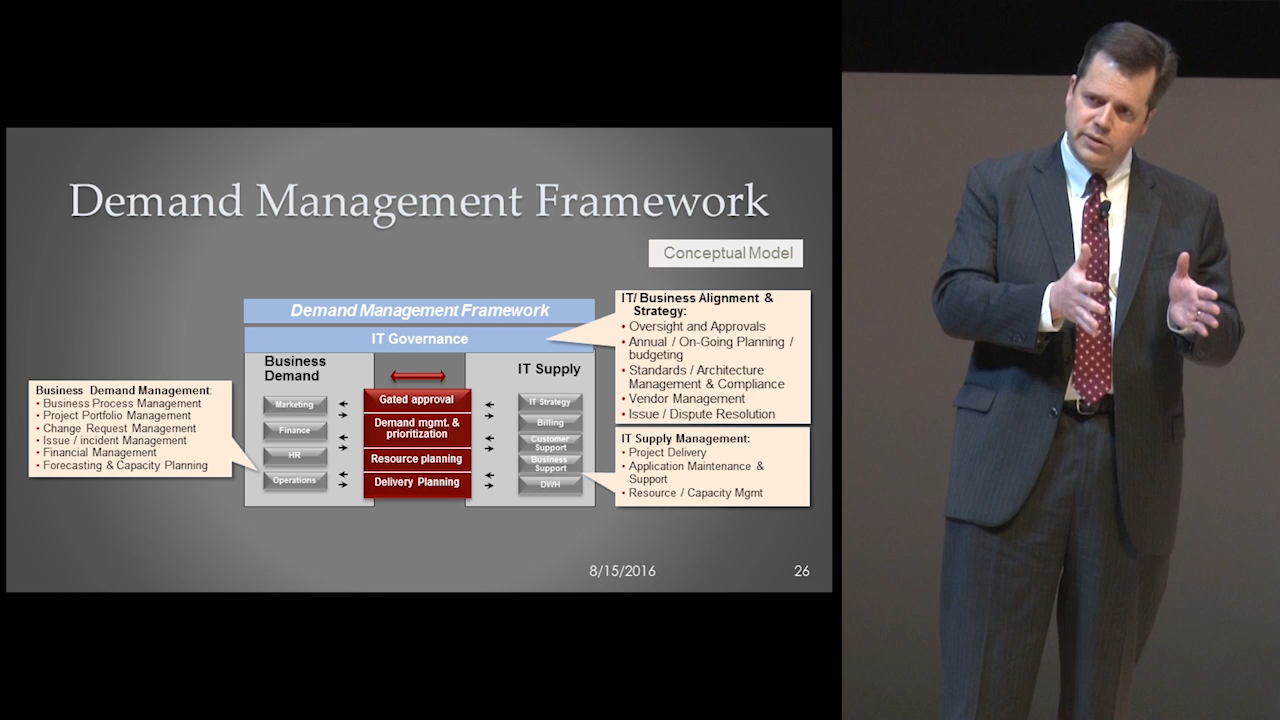 Demand Management Framework
Conceptual Model
Demand Management Framework
IT Governance
Business
Demand
IT Supply
Marketing
Finance
HR
Operations
Gated approval
Demand mgmt. &
prioritization
Resource planning
Delivery Planning
IT Strategy
Billing
Customer
Support
Business
Support
DWH
Business Demand Management:
• Business Process Management
• Project Portfolio Management
• Change Request Management
• Issue / incident Management
• Financial Management
• Forecasting & Capacity Planning
IT/ Business Alignment &
Strategy:
• Oversight and Approvals
• Annual / On-Going Planning /
budgeting
• Standards / Architecture
Management & Compliance
• Vendor Management
• Issue / Dispute Resolution
IT Supply Management:
• Project Delivery
• Application Maintenance &
Support
• Resource / Capacity Mgmt
8/15/2016
26